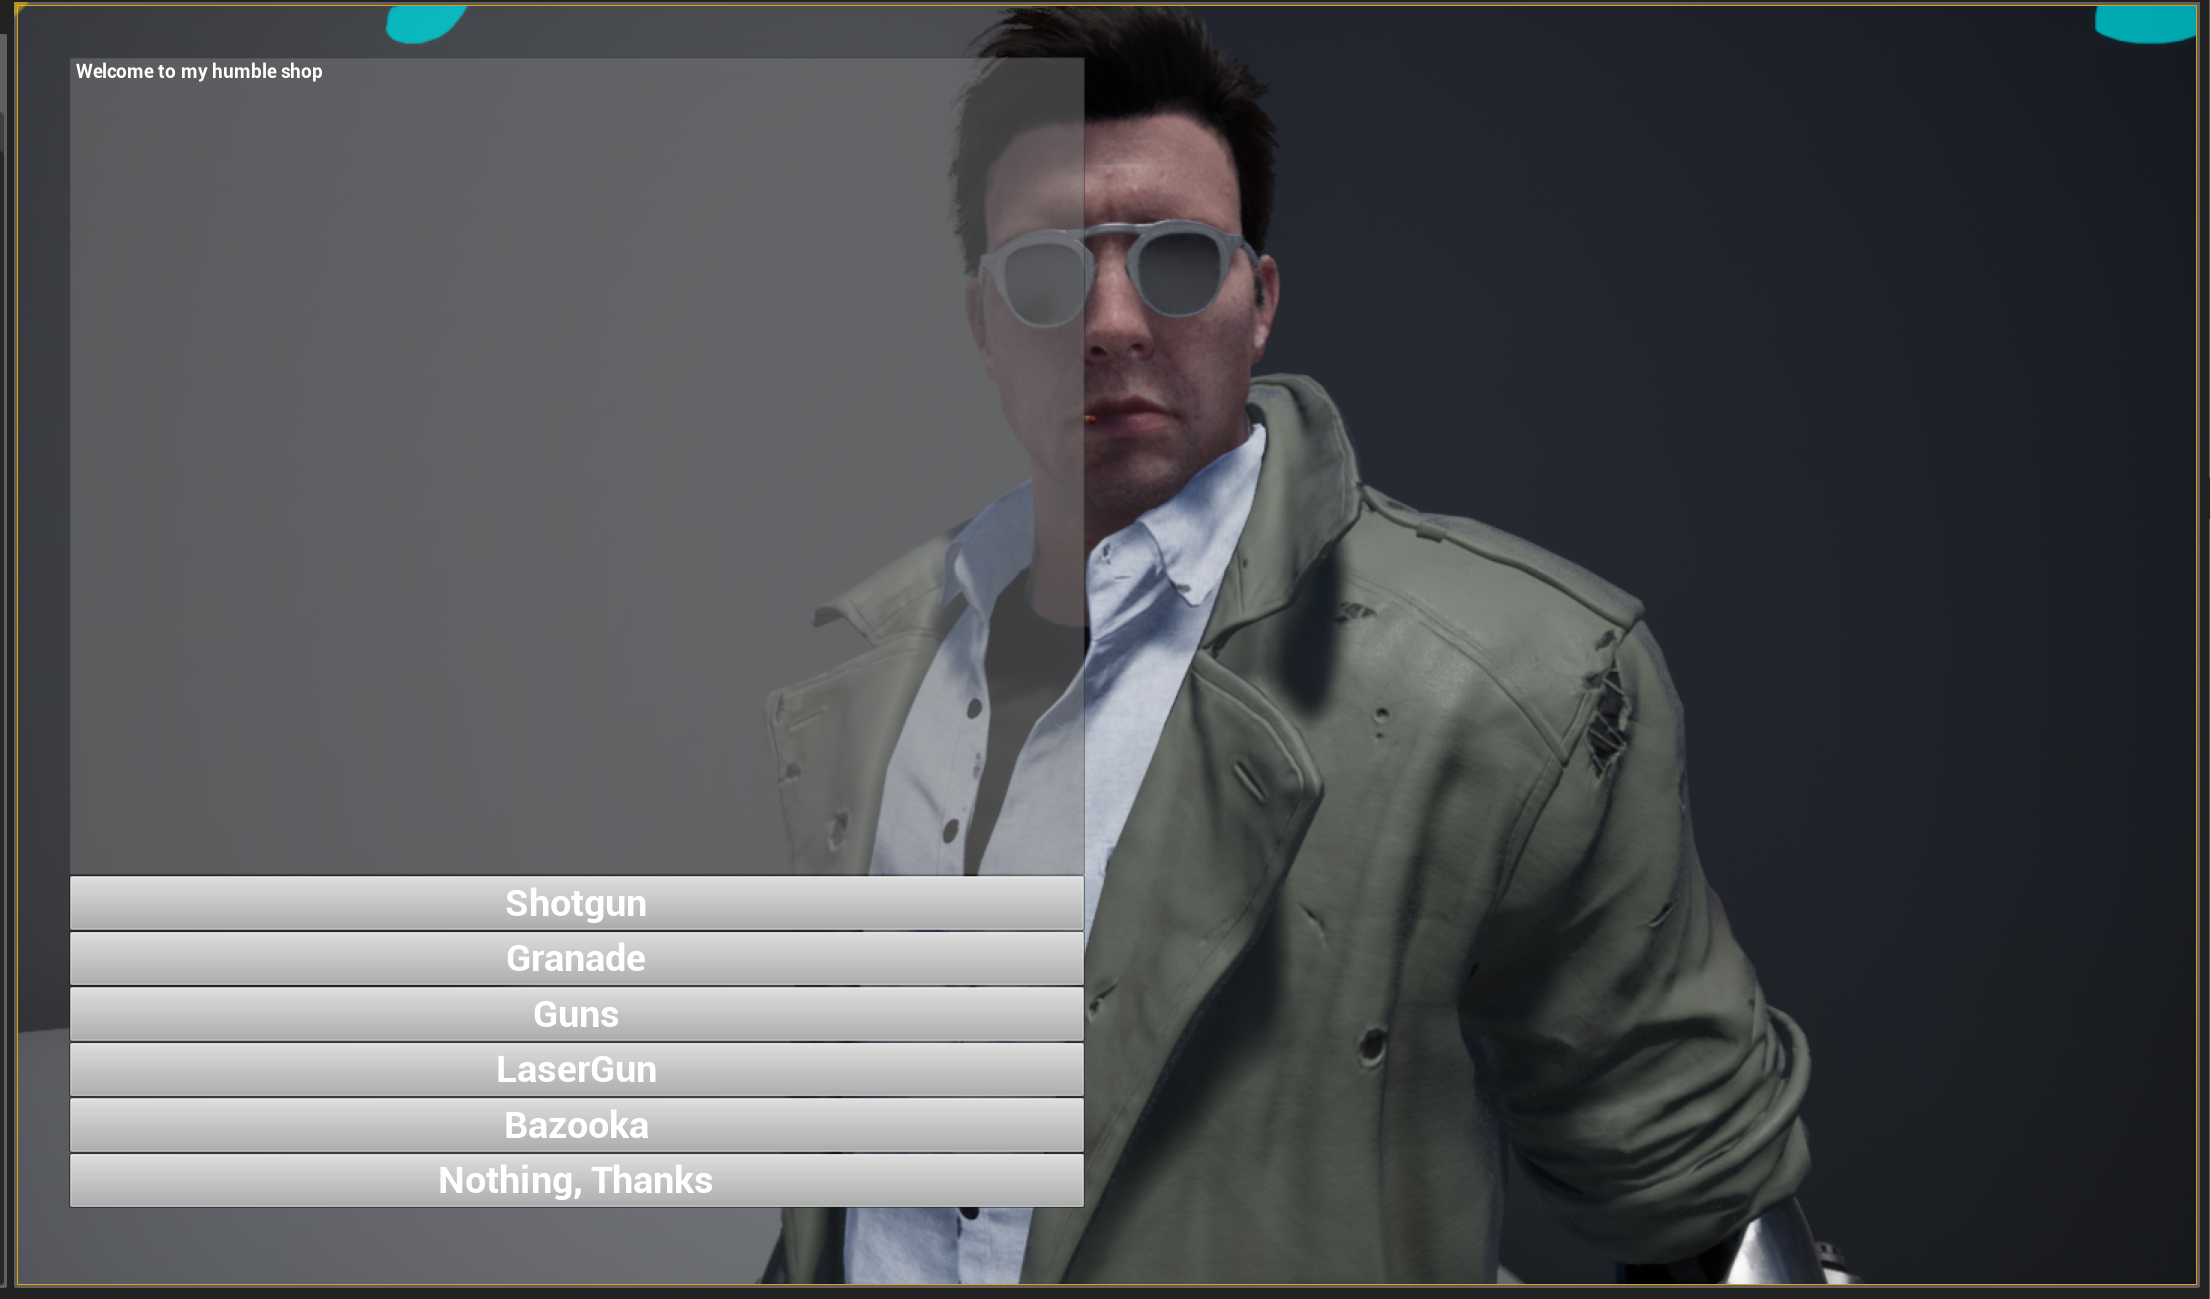 Welcome to my humble shop
Shotgun
Granade
Guns
LaserGun
Bazooka
Nothing, Thanks